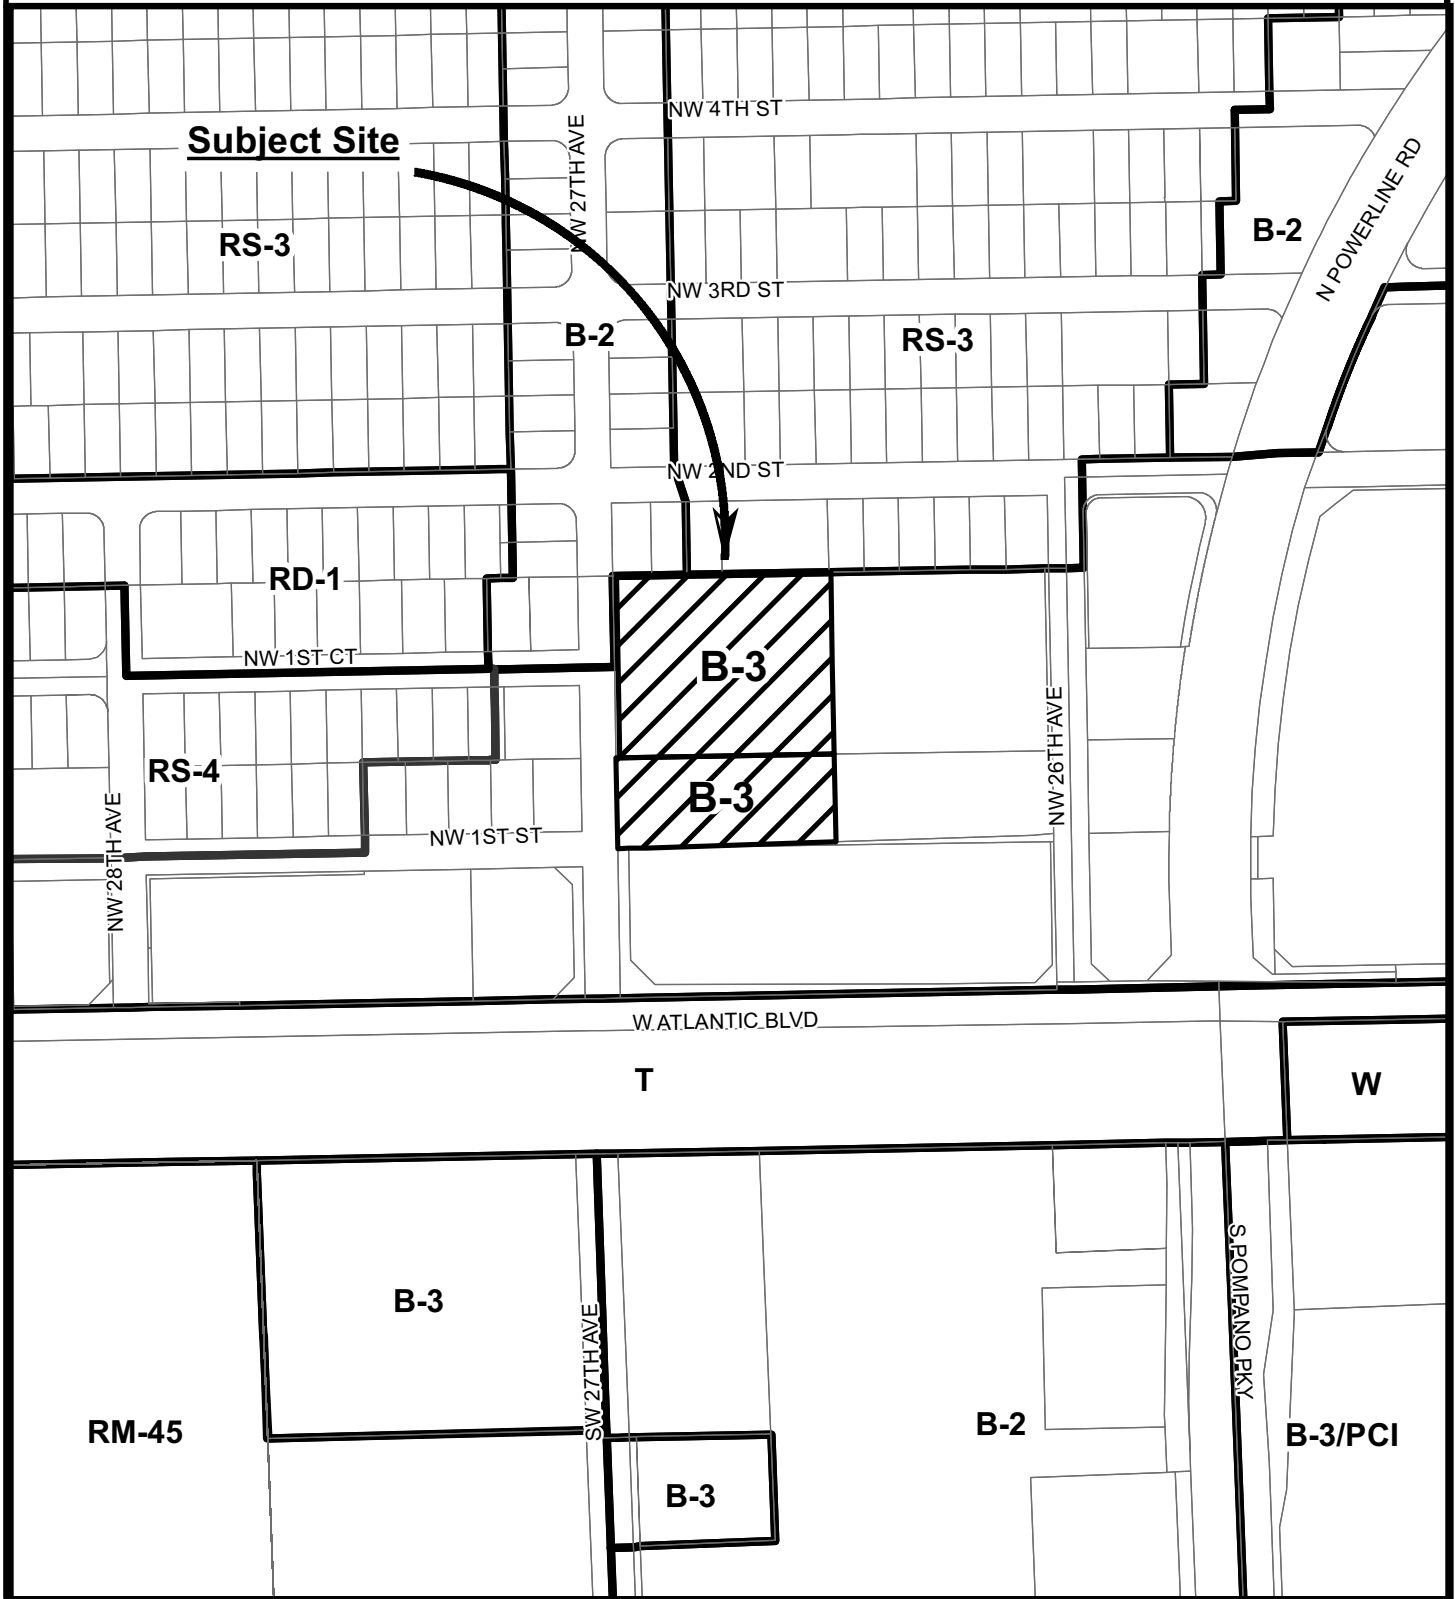 NW 4TH ST
Subject Site
NW 27TH AVE
N POWERLINE RD
RS-3
B-2
NW 3RD ST
B-2
RS-3
NW 2ND ST
RD-1
NW 1ST CT
B-3
NW 26TH AVE
RS-4
B-3
NW 28TH AVE
NW 1ST ST
W ATLANTIC BLVD
T
W
B-3
SW 27TH AVE
S POMPANO PKY
RM-45
B-2
B-3/PCI
B-3